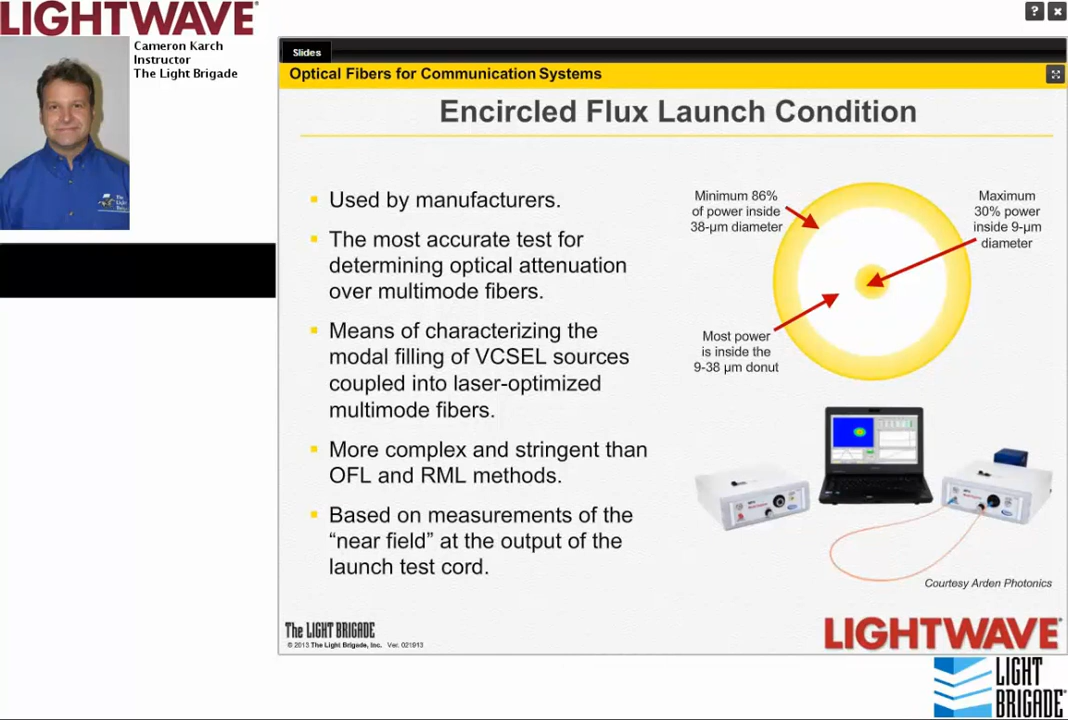 LIGHTWAVE®
Cameron Karch
Instructor
The Light Brigade
?
Slides
Optical Fibers for Communication Systems
Encircled Flux Launch Condition
Used by manufacturers.
The most accurate test for
determining optical attenuation
over multimode fibers.
Means of characterizing the
modal filling of VCSEL sources
coupled into laser-optimized
multimode fibers.
More complex and stringent than
OFL and RML methods.
Based on measurements of the
“near field” at the output of the
launch test cord.
Minimum 86%
of power inside
38-µm diameter
Maximum
30% power
inside 9-µm
diameter
Most power
is inside the
9-38 µm donut
Courtesy Arden Photonics
The LIGHT BRIGADE
© 2013 The Light Brigade, Inc. Ver. 021913
LIGHTWAVE®
LIGHT
BRIGADE®